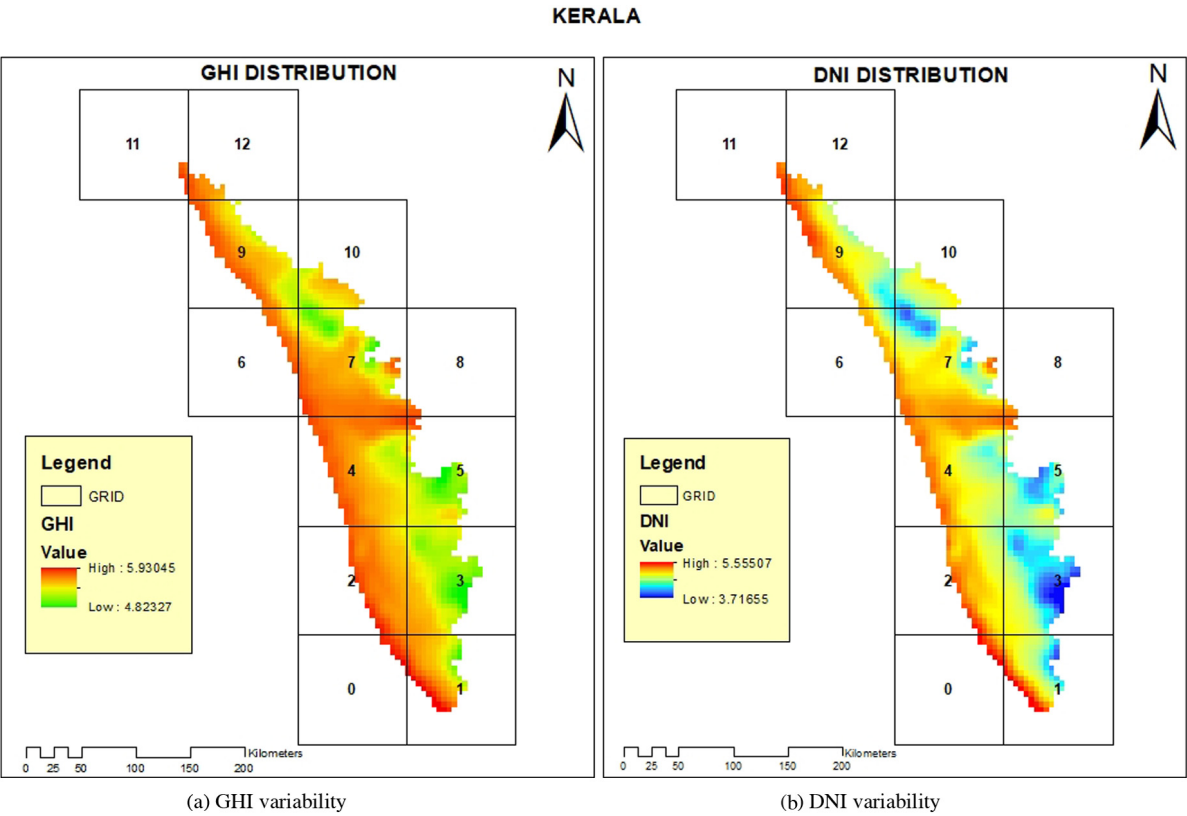 KERALA
GHI DISTRIBUTION
N
11
12
9
10
6
7
8
4
5
2
3
0
1
Legend
GRID
GHI
Value
High : 5.93045
Low : 4.82327
Kilometers
0 25 50 100 150 200
(a) GHI variability
DNI DISTRIBUTION
N
11
12
9
10
6
7
8
4
5
2
3
0
1
Legend
GRID
DNI
Value
High : 5.55507
Low : 3.71655
Kilometers
0 25 50 100 150 200
(b) DNI variability